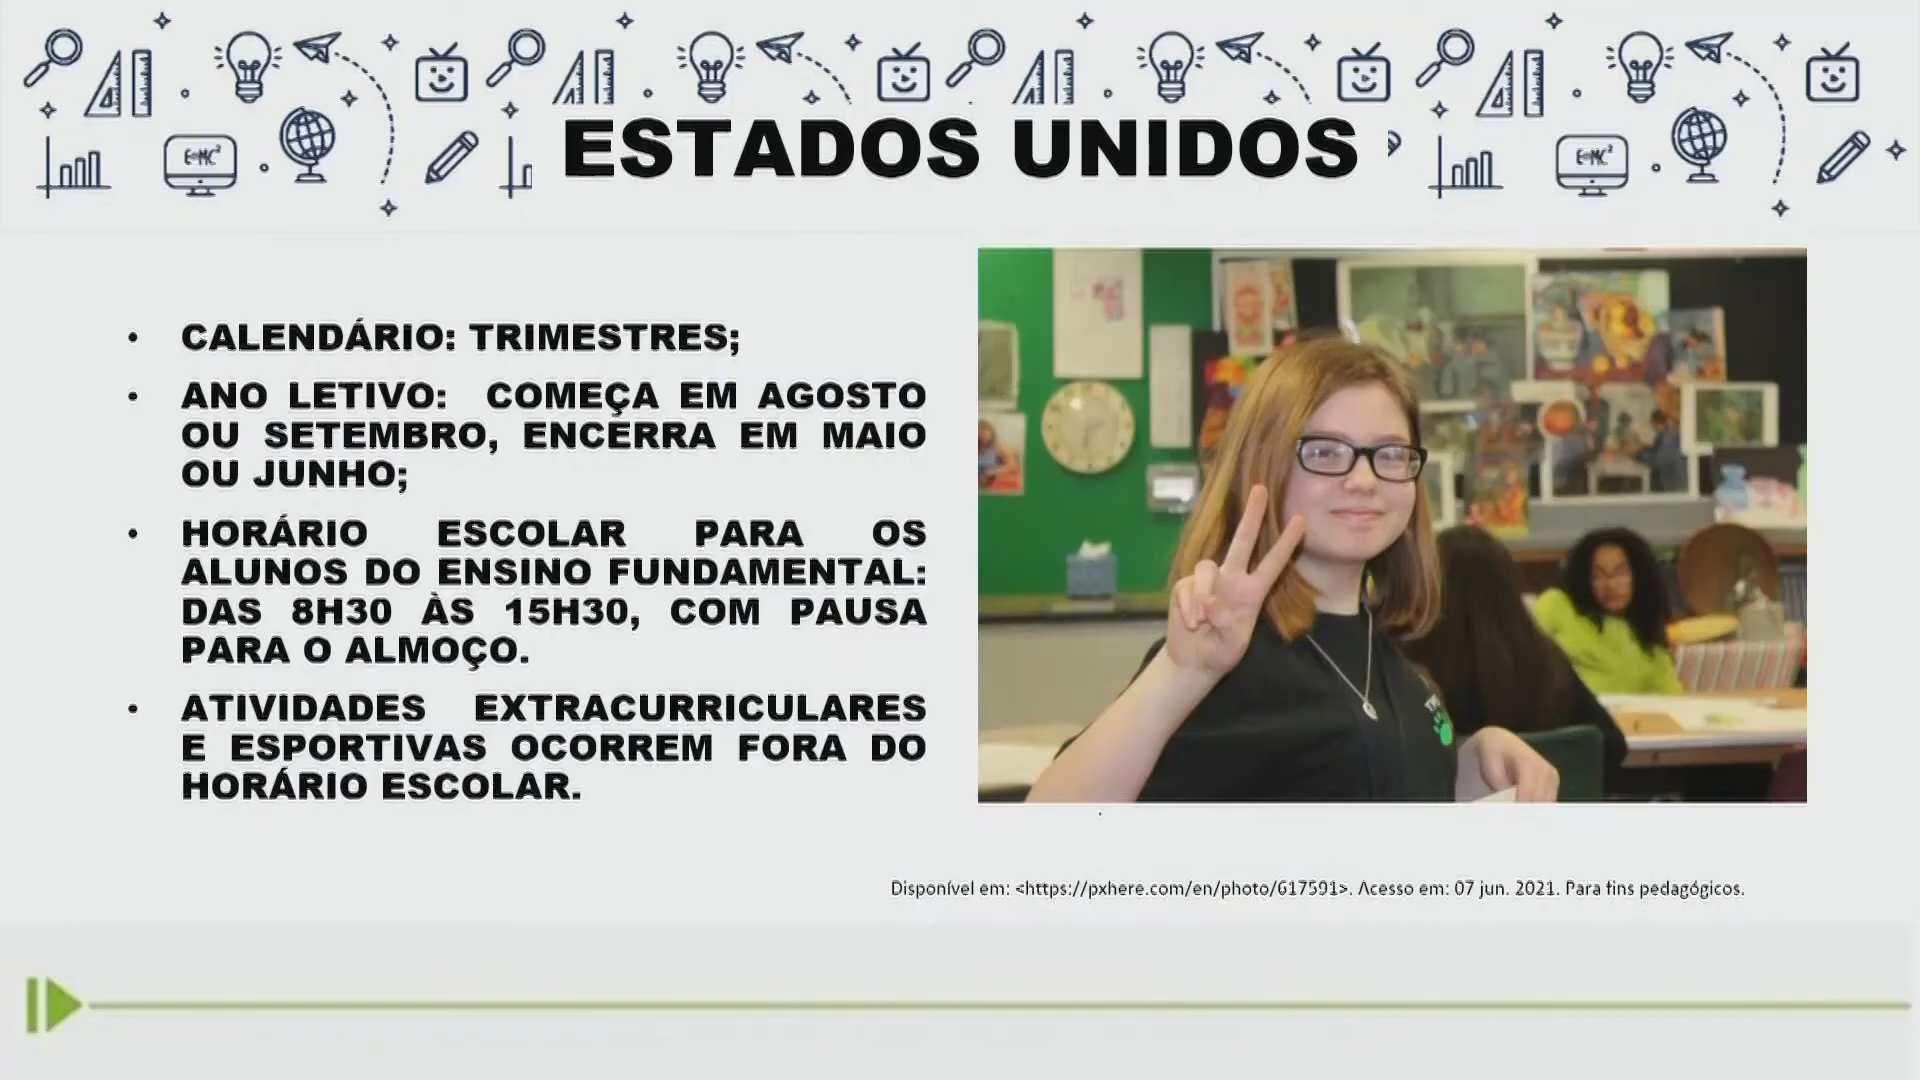 E=MC²
E=MC²
ESTADOS UNIDOS
• CALENDÁRIO: TRIMESTRES;
• ANO LETIVO: COMEÇA EM AGOSTO
OU SETEMBRO, ENCERRA EM MAIO
OU JUNHO;
• HORÁRIO ESCOLAR PARA OS
ALUNOS DO ENSINO FUNDAMENTAL:
DAS 8H30 ÀS 15H30, COM PAUSA
PARA O ALMOÇO.
• ATIVIDADES EXTRACURRICULARES
E ESPORTIVAS OCORREM FORA DO
HORÁRIO ESCOLAR.
Disponível em: <https://pxhere.com/en/photo/617591>. Acesso em: 07 jun. 2021. Para fins pedagógicos.